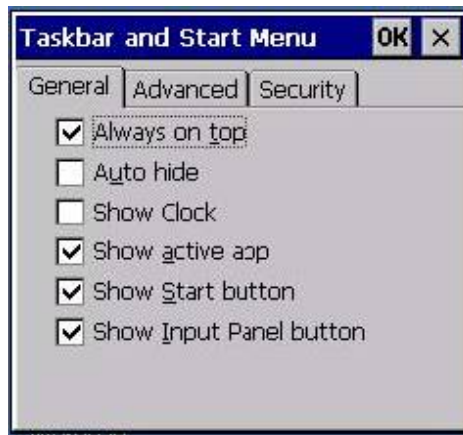 Taskbar and Start Menu OK ×
General Advanced Security
Always on top
Auto hide
Show Clock
Show active app
Show Start button
Show Input Panel button